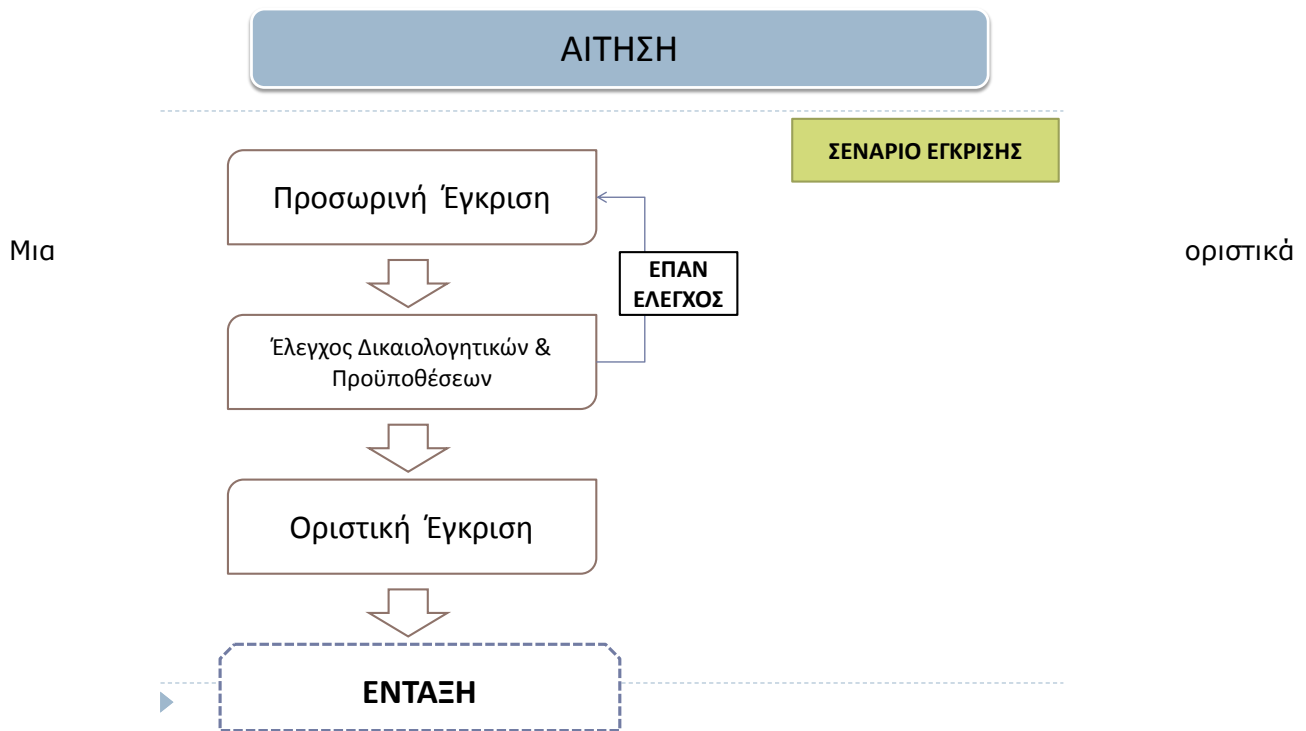 ΑΙΤΗΣΗ
ΣΕΝΑΡΙΟ ΕΓΚΡΙΣΗΣ
Προσωρινή Έγκριση
Μια
οριστικά
ΕΠΑΝ
ΕΛΕΓΧΟΣ
Έλεγχος Δικαιολογητικών &
Προϋποθέσεων
Οριστική Έγκριση
ΕΝΤΑΞΗ